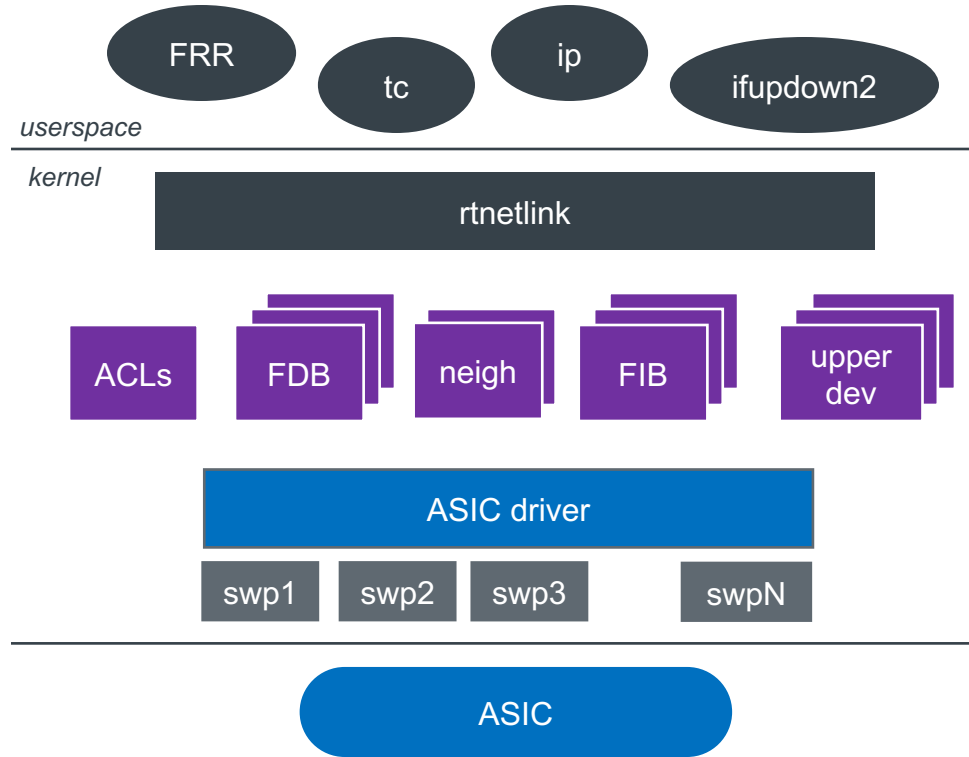 FRR
tc
ip
ifupdown2
userspace
kernel
rtnetlink
ACLs
FDB
neigh
FIB
upper
dev
ASIC driver
swp1
swp2
swp3
swpN
ASIC